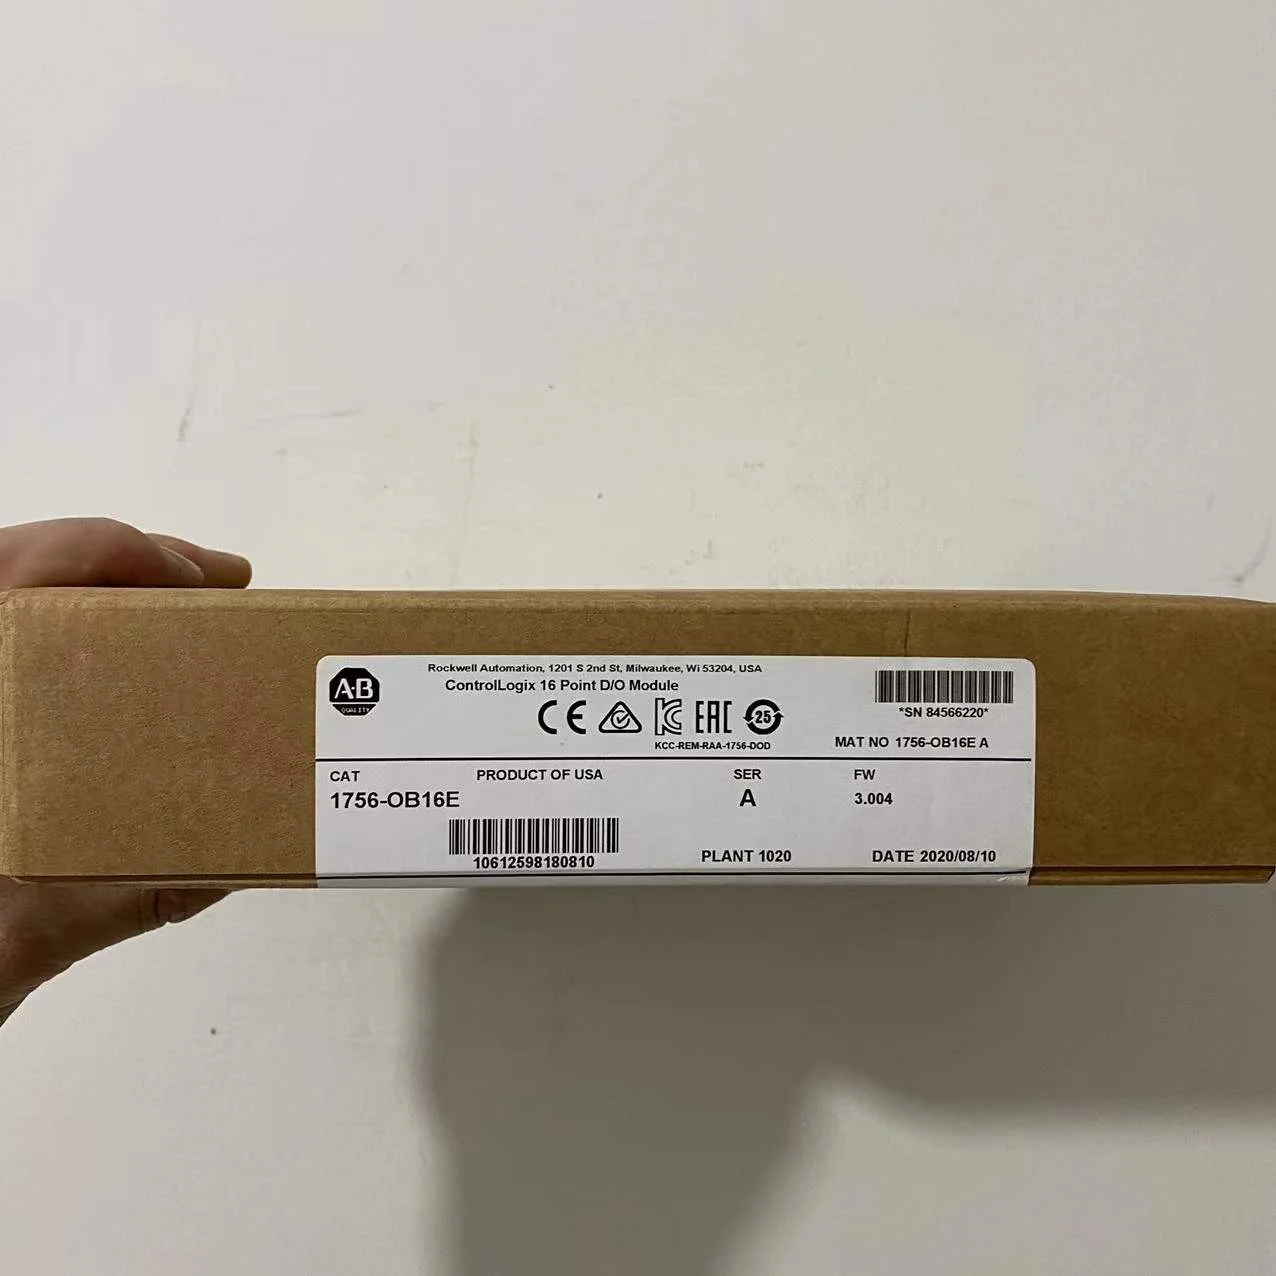 A·B
QUALITY
Rockwell Automation, 1201 S 2nd St, Milwaukee, Wi 53204, USA
ControlLogix 16 Point D/O Module
CE EAC 25
KCC-REM-RAA-1756-DOD
*SN 84566220*
MAT NO 1756-OB16E A
CAT PRODUCT OF USA SER FW
1756-OB16E A 3.004
10612598180810
PLANT 1020 DATE 2020/08/10